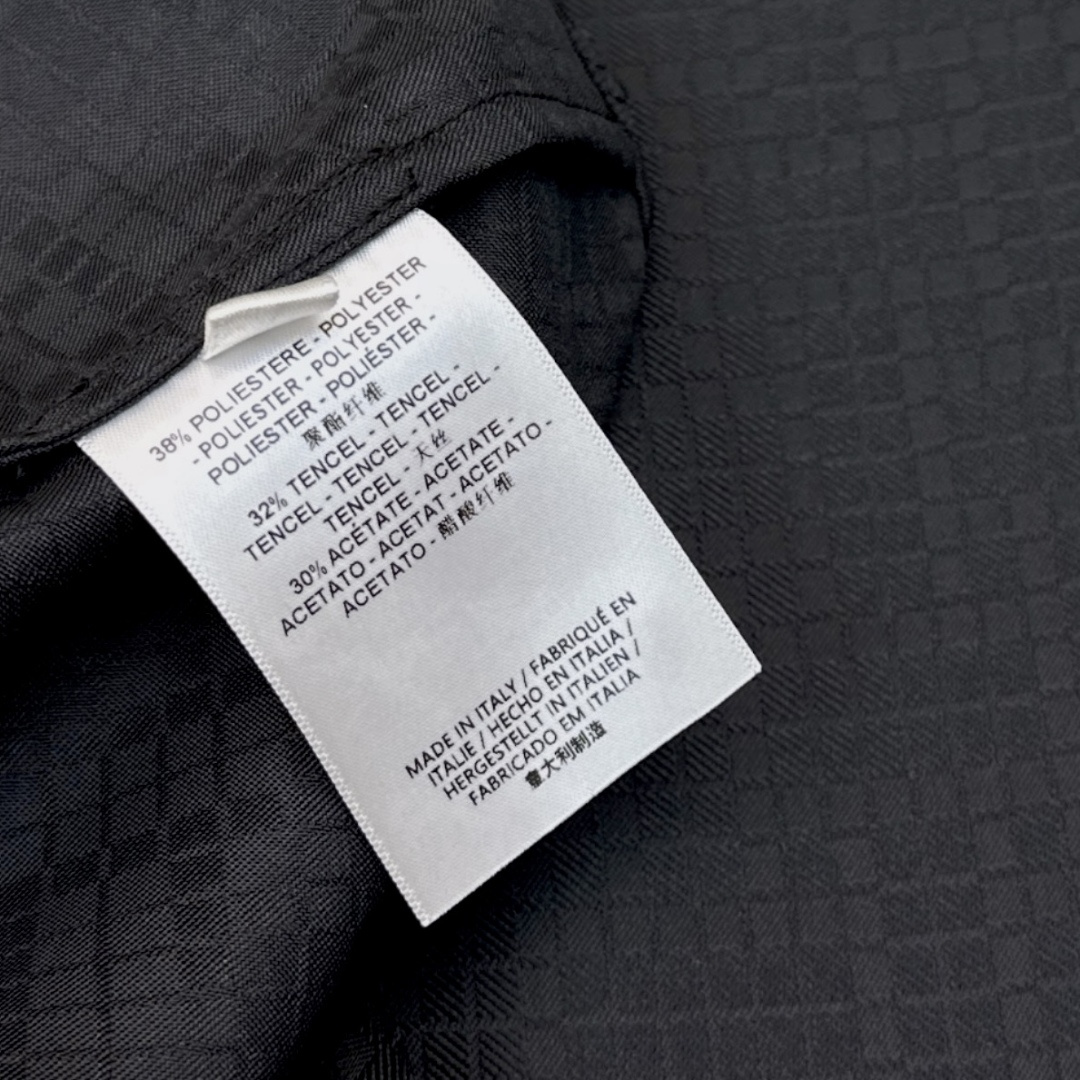 38% POLIESTERE - POLYESTER
- POLIESTER - POLYESTER -
POLIESTER - POLIÉSTER -
聚酯纤维
32% TENCEL - TENCEL -
TENCEL - TENCEL - TENCEL -
TENCEL - 天丝
30% ACÉTATE - ACETATE -
ACETATO - ACETAT - ACETATO -
ACETATO - 醋酸纤维
MADE IN ITALY / FABRIQUÉ EN
ITALIE / HECHO EN ITALIA /
HERGESTELLT IN ITALIEN /
FABRICADO EM ITALIA
意大利制造